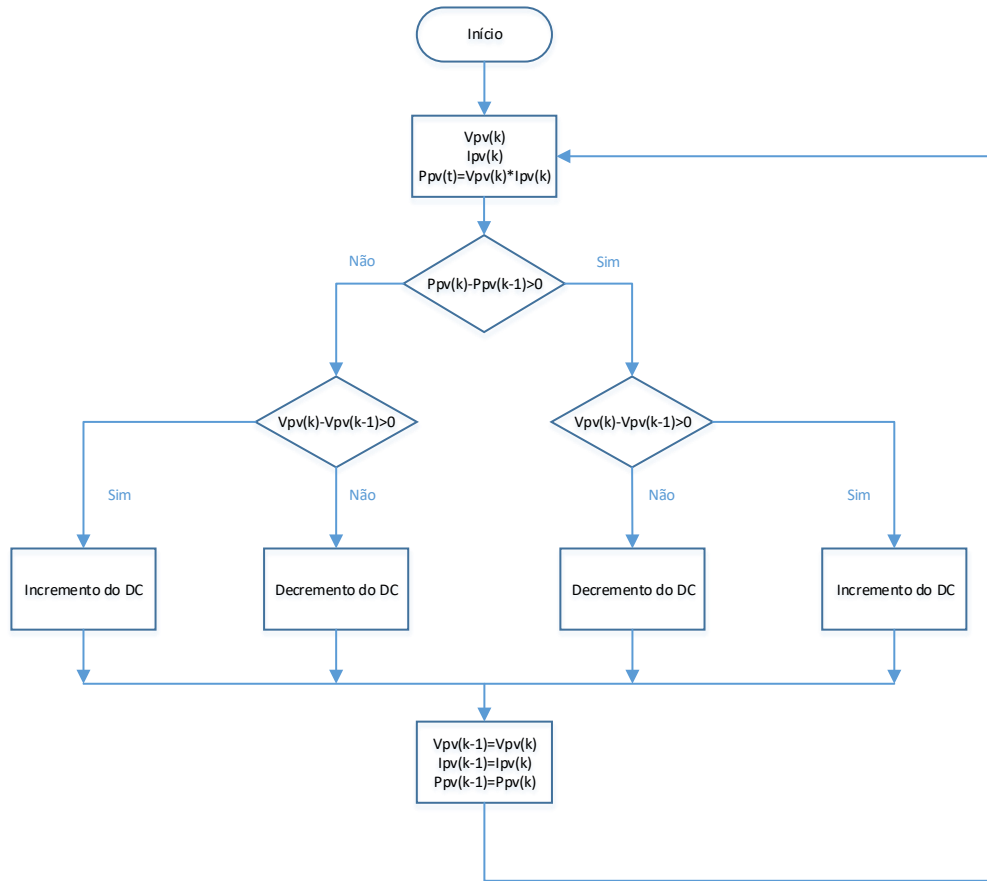 Início
Vpv(k)
Ipv(k)
Ppv(t)=Vpv(k)*Ipv(k)
Não
Sim
Ppv(k)-Ppv(k-1)>0
Vpv(k)-Vpv(k-1)>0
Vpv(k)-Vpv(k-1)>0
Sim
Não
Não
Sim
Incremento do DC
Decremento do DC
Decremento do DC
Incremento do DC
Vpv(k-1)=Vpv(k)
Ipv(k-1)=Ipv(k)
Ppv(k-1)=Ppv(k)